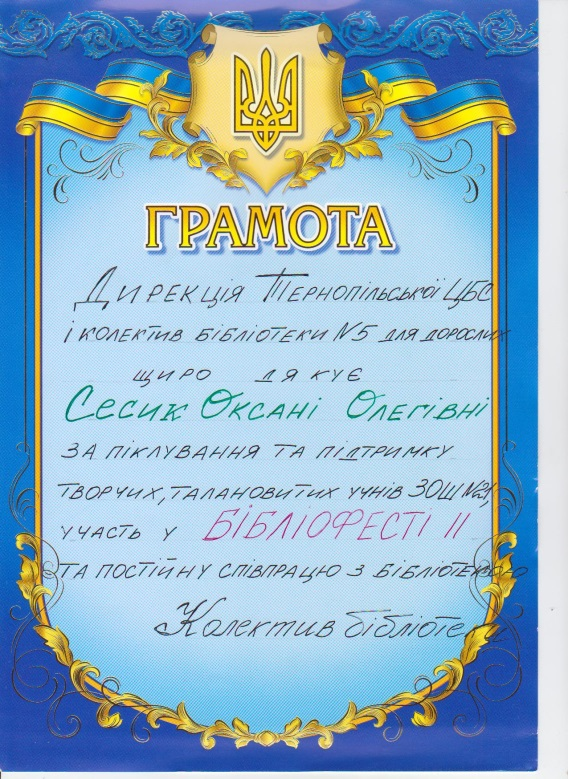 ГРАМОТА
Дирекція Тернопільської ЦБС
і колектив бібліотеки №5 для дорослих
щиро дякує
Сесик Оксані Олегівні
за піклування та підтримку
творчих, талановитих учнів ЗОШ №21,
участь у БІБЛІОФЕСТІ II
та постійну співпрацю з бібліотекою
Колектив бібліотеки